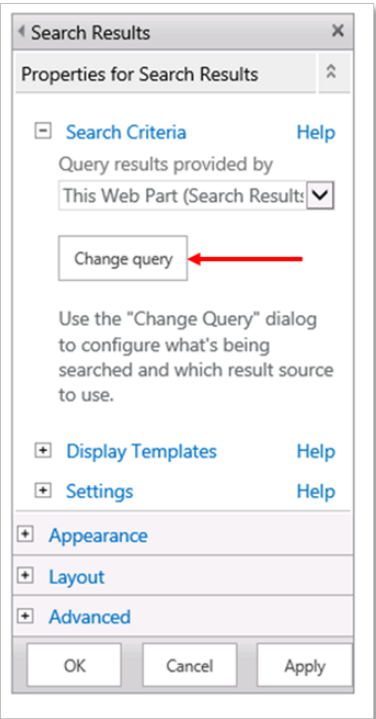 Search Results
Properties for Search Results
Search Criteria Help
Query results provided by
This Web Part (Search Results
Change query
Use the "Change Query" dialog
to configure what's being
searched and which result source
to use.
Display Templates Help
Settings Help
Appearance
Layout
Advanced
OK Cancel Apply